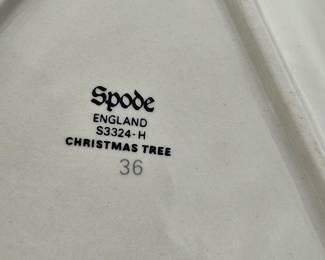 Spode
ENGLAND
S3324-H
CHRISTMAS TREE
36